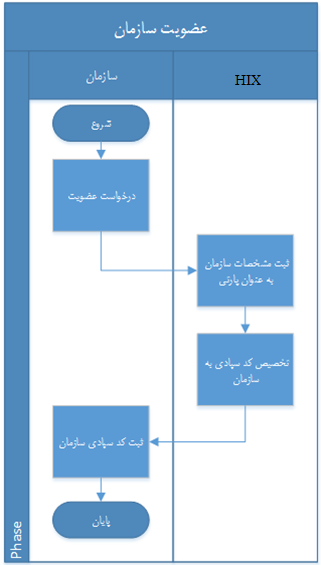 عضویت سازمان
سازمان
HIX
شروع
درخواست عضویت
ثبت مشخصات سازمان
به عنوان پارتی
تخصیص کد سپادی به
سازمان
ثبت کد سپادی سازمان
پایان
Phase